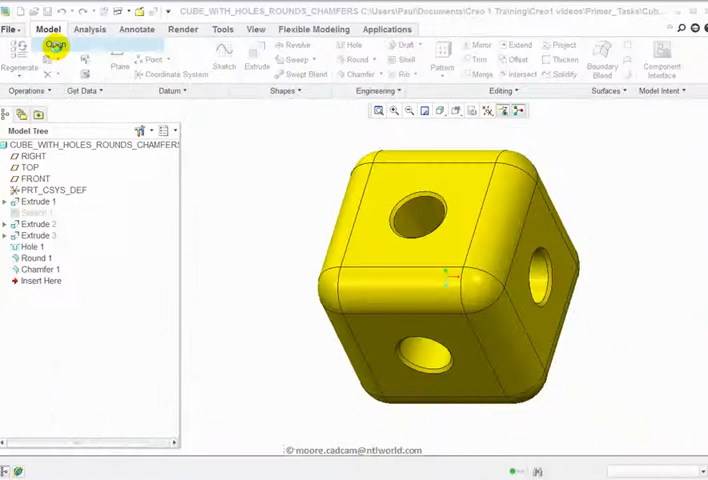 CUBE_WITH_HOLES_ROUNDS_CHAMFERS C:\Users\Paul\Documents\Creo 1 Training\Creo1 videos\Primer_Tasks\Cub...
File Model Analysis Annotate Render Tools View Flexible Modeling Applications
Open
Regenerate
Plane
Point
Coordinate System
Sketch
Extrude
Revolve
Sweep
Swept Blend
Hole
Round
Chamfer
Draft
Shell
Rib
Pattern
Mirror
Trim
Merge
Extend
Offset
Intersect
Project
Thicken
Solidify
Boundary
Blend
Component
Interface
Operations Get Data Datum Shapes Engineering Editing Surfaces Model Intent
Model Tree
CUBE_WITH_HOLES_ROUNDS_CHAMFERS
RIGHT
TOP
FRONT
PRT_CSYS_DEF
Extrude 1
Sketch 1
Extrude 2
Extrude 3
Hole 1
Round 1
Chamfer 1
Insert Here
© moore.cadcam@ntlworld.com